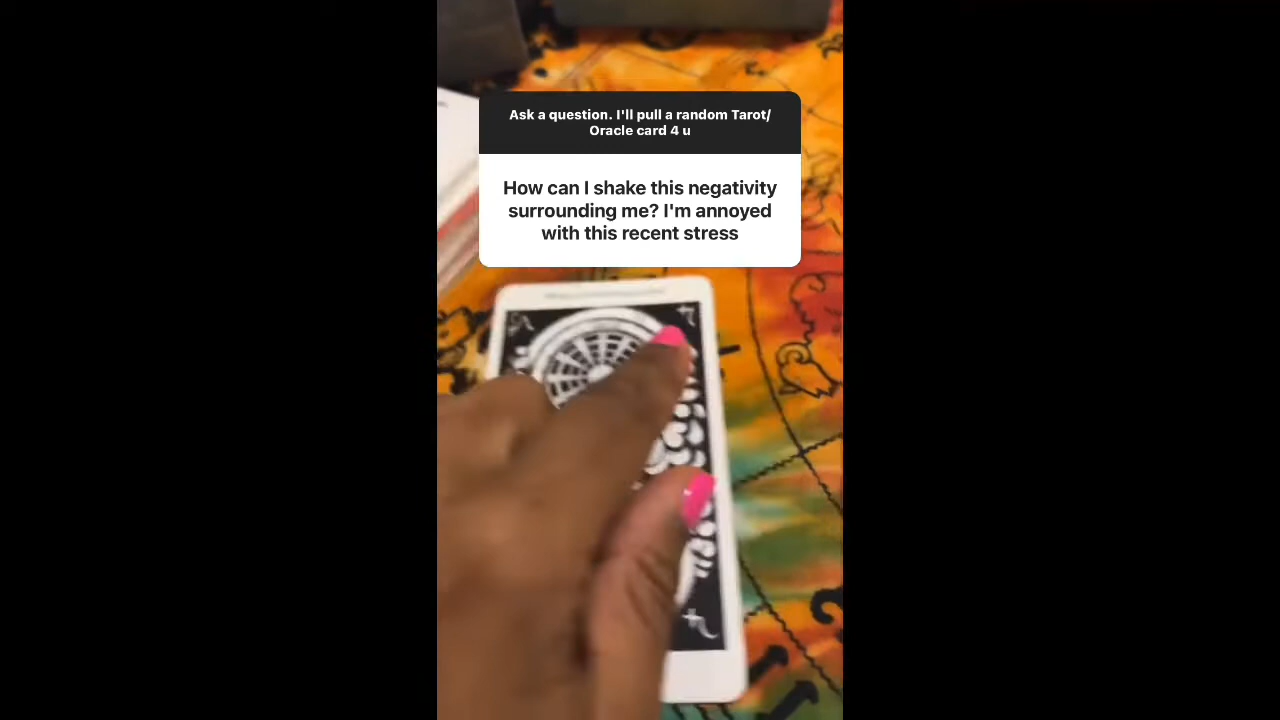 Ask a question. I'll pull a random Tarot/
Oracle card 4 u
How can I shake this negativity
surrounding me? I'm annoyed
with this recent stress